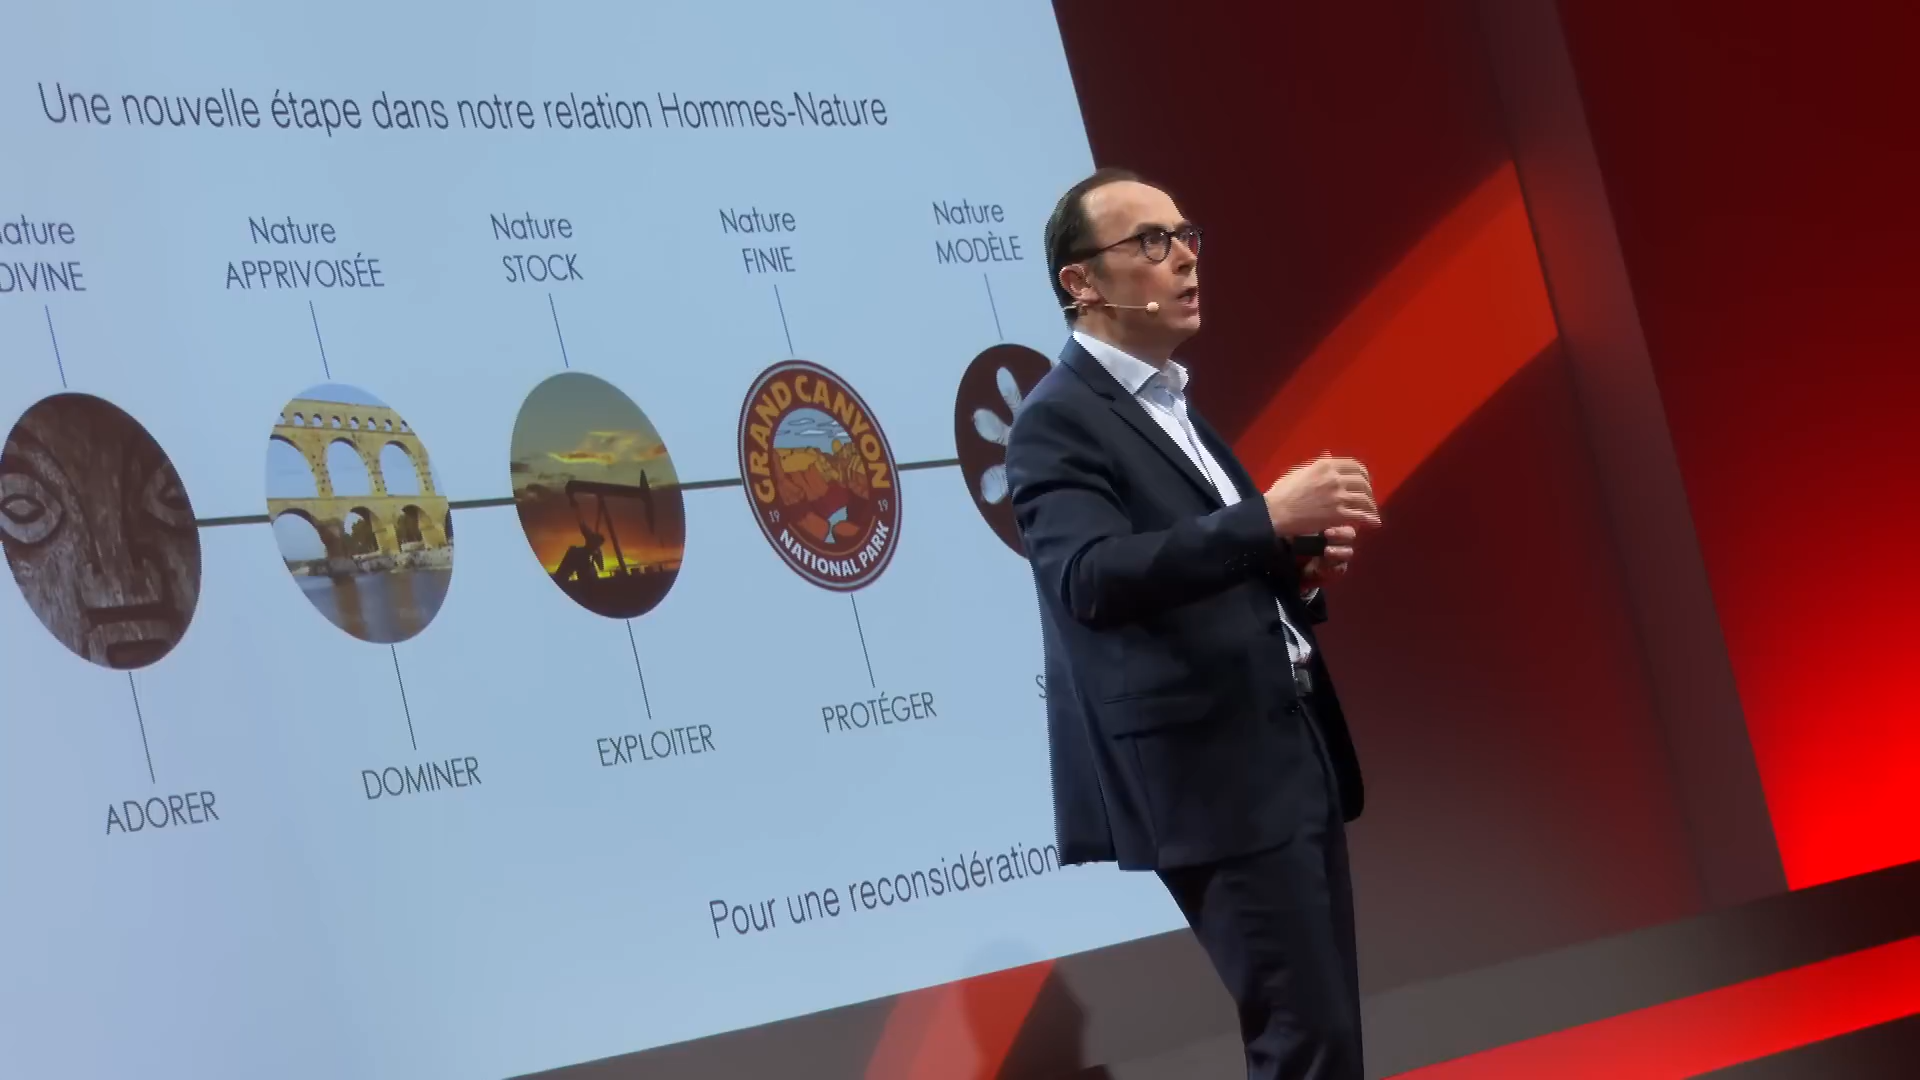 Une nouvelle étape dans notre relation Hommes-Nature
Nature
APPRIVOISÉE
Nature
STOCK
Nature
FINIE
Nature
MODÈLE
DIVINE
GRAND CANYON
19 19
NATIONAL PARK
ADORER
DOMINER
EXPLOITER
PROTÉGER
Pour une reconsidération